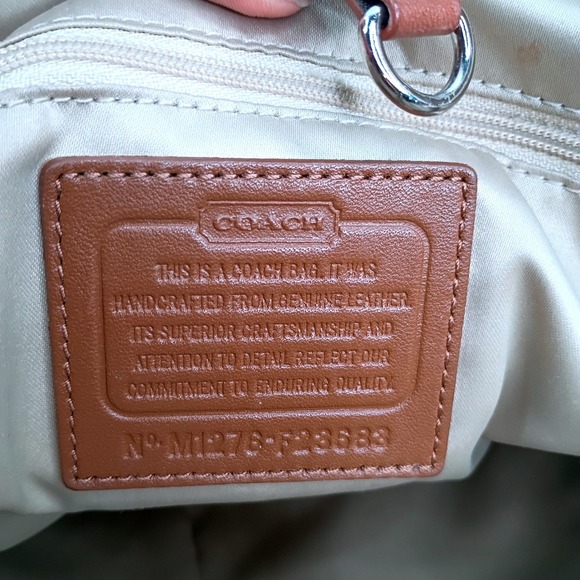 COACH
THIS IS A COACH BAG. IT WAS
HANDCRAFTED FROM GENUINE LEATHER.
ITS SUPERIOR CRAFTSMANSHIP AND
ATTENTION TO DETAIL REFLECT OUR
COMMITMENT TO ENDURING QUALITY.
Nº M1276-F23683